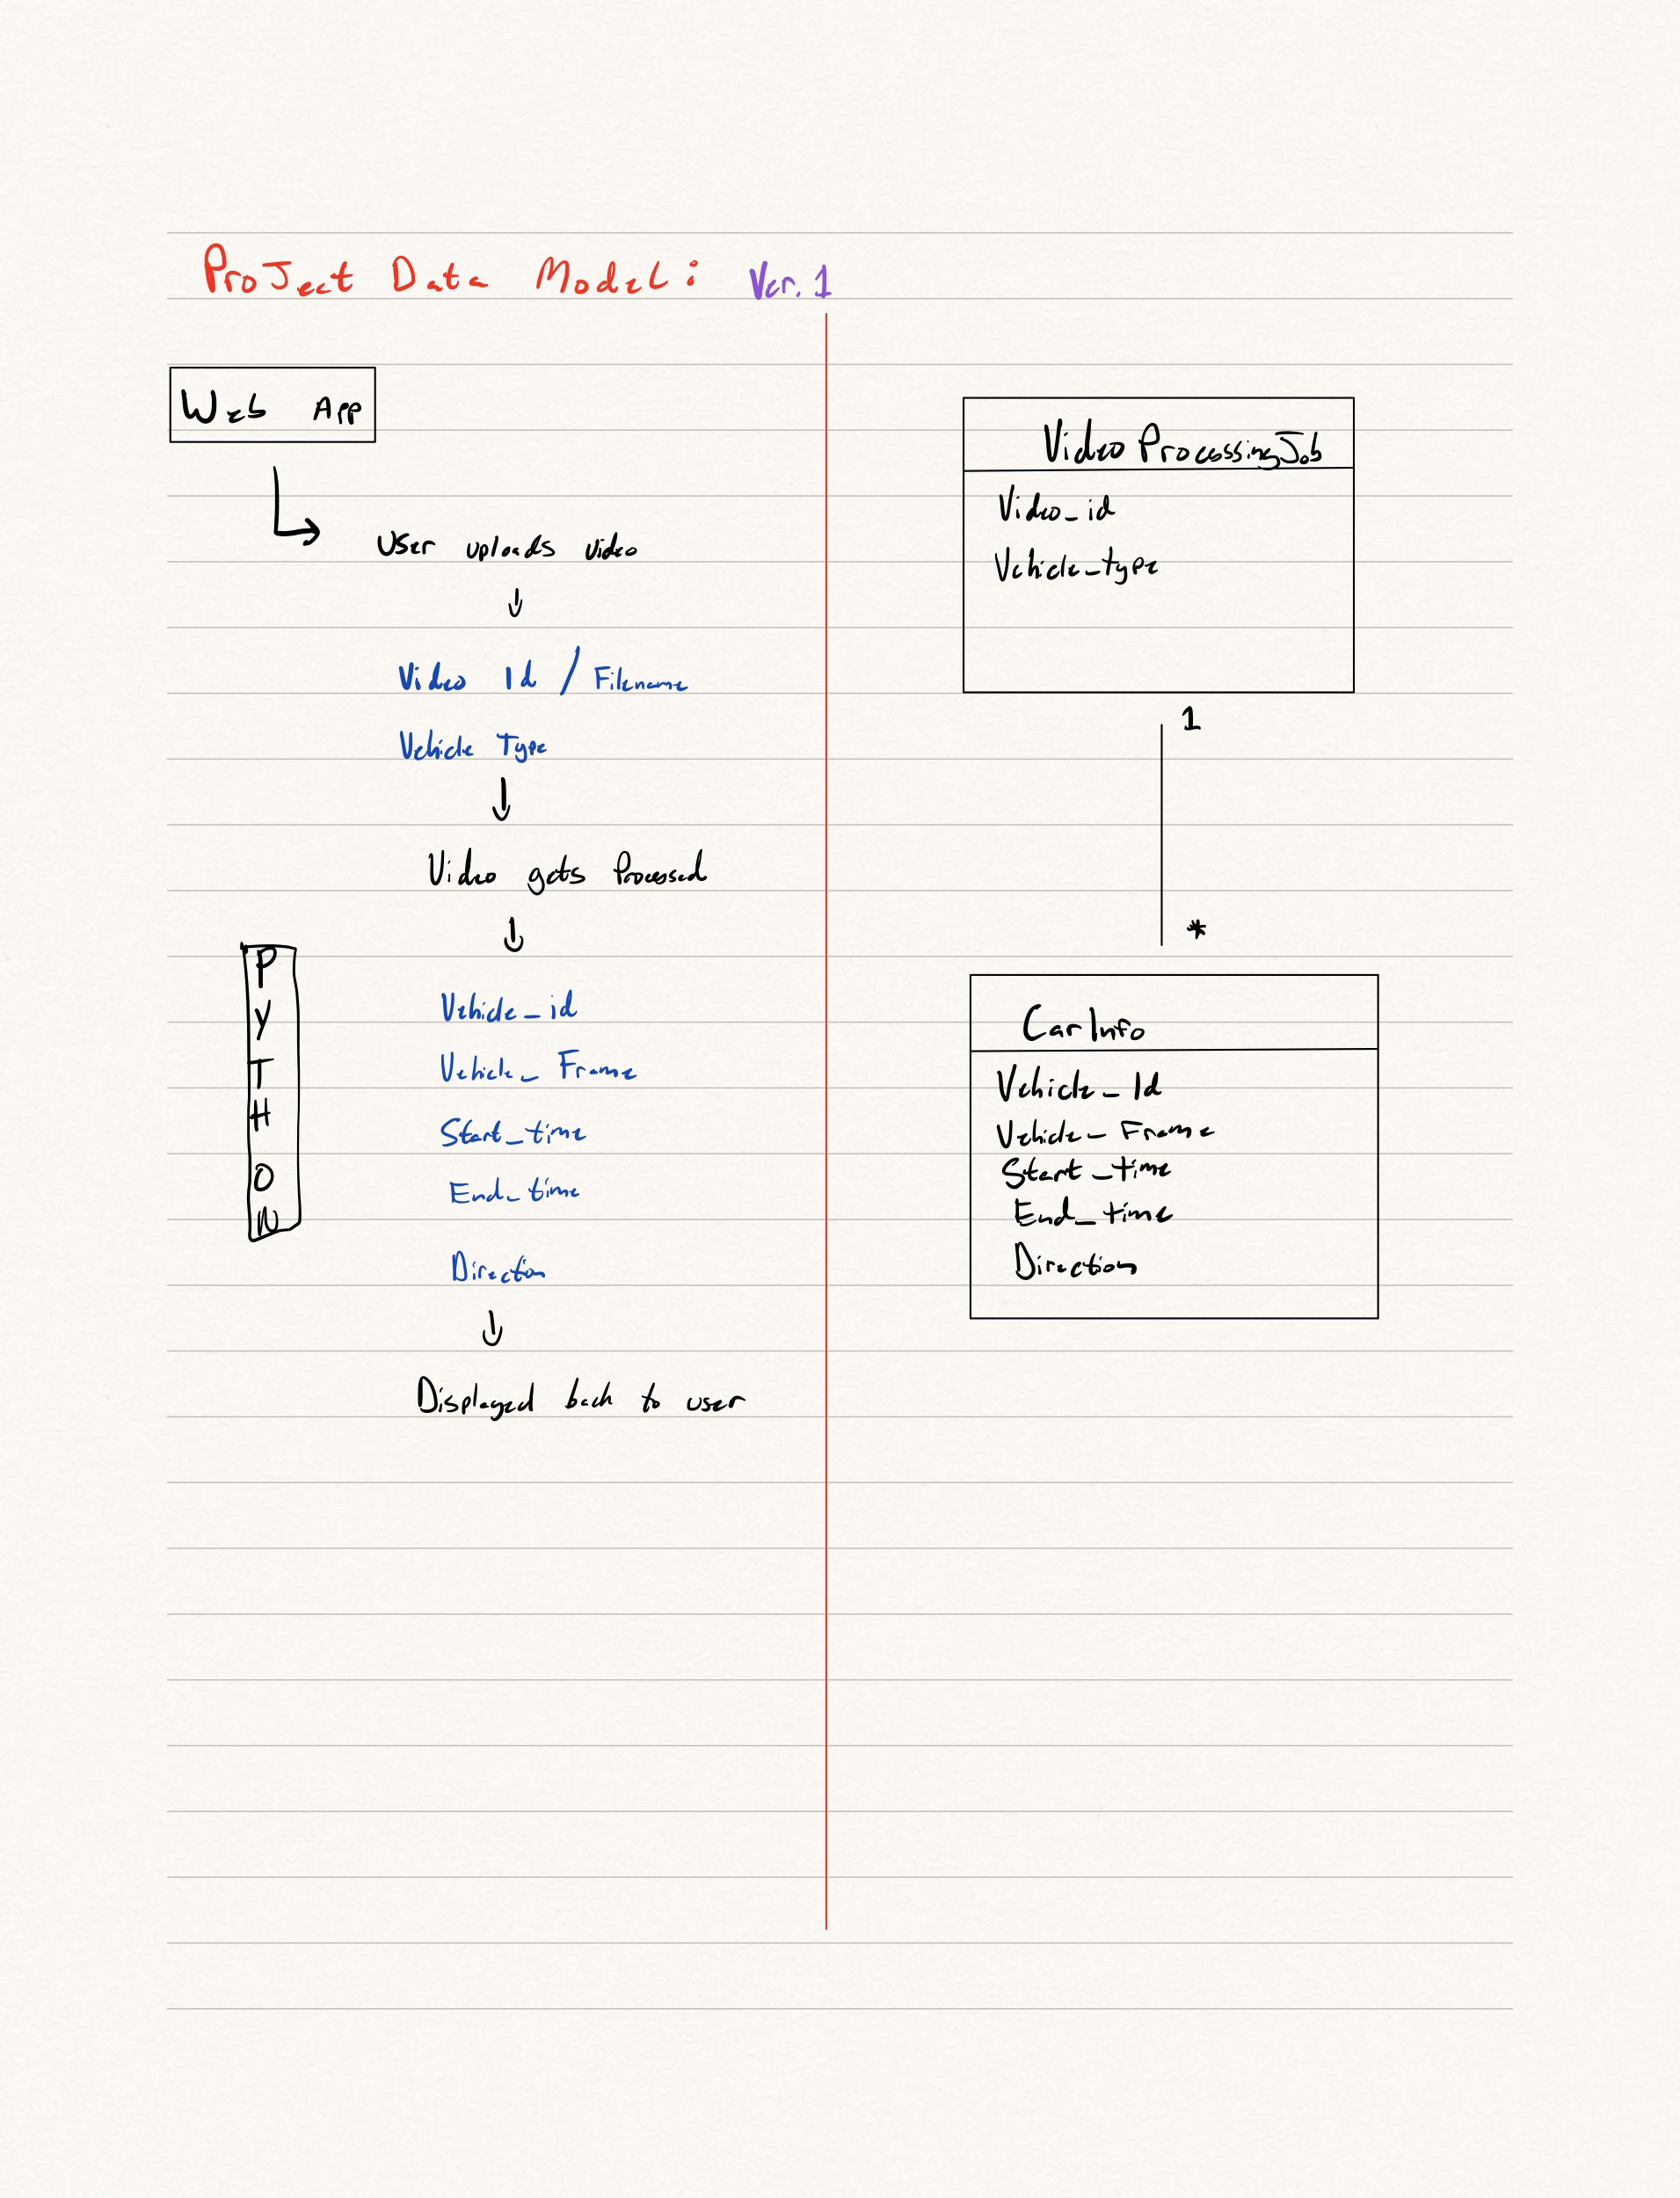 Project Data Model: Ver. 1
Web App
User uploads video
Video Id / Filename
Vehicle Type
Video gets Processed
PYTHON
Vehicle_id
Vehicle_Frame
Start_time
End_time
Direction
Displayed back to user
VideoProcessingJob
Video_id
Vehicle_type
1
*
CarInfo
Vehicle_Id
Vehicle_Frame
Start_time
End_time
Direction